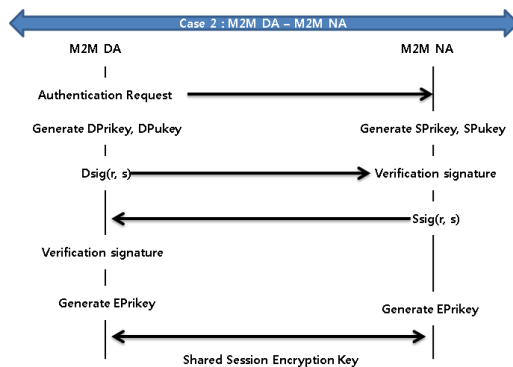 Case 2 : M2M DA – M2M NA
M2M DA
M2M NA
Authentication Request
Generate DPrikey, DPukey
Generate SPrikey, SPukey
Dsig(r, s)
Verification signature
Ssig(r, s)
Verification signature
Generate EPrikey
Generate EPrikey
Shared Session Encryption Key